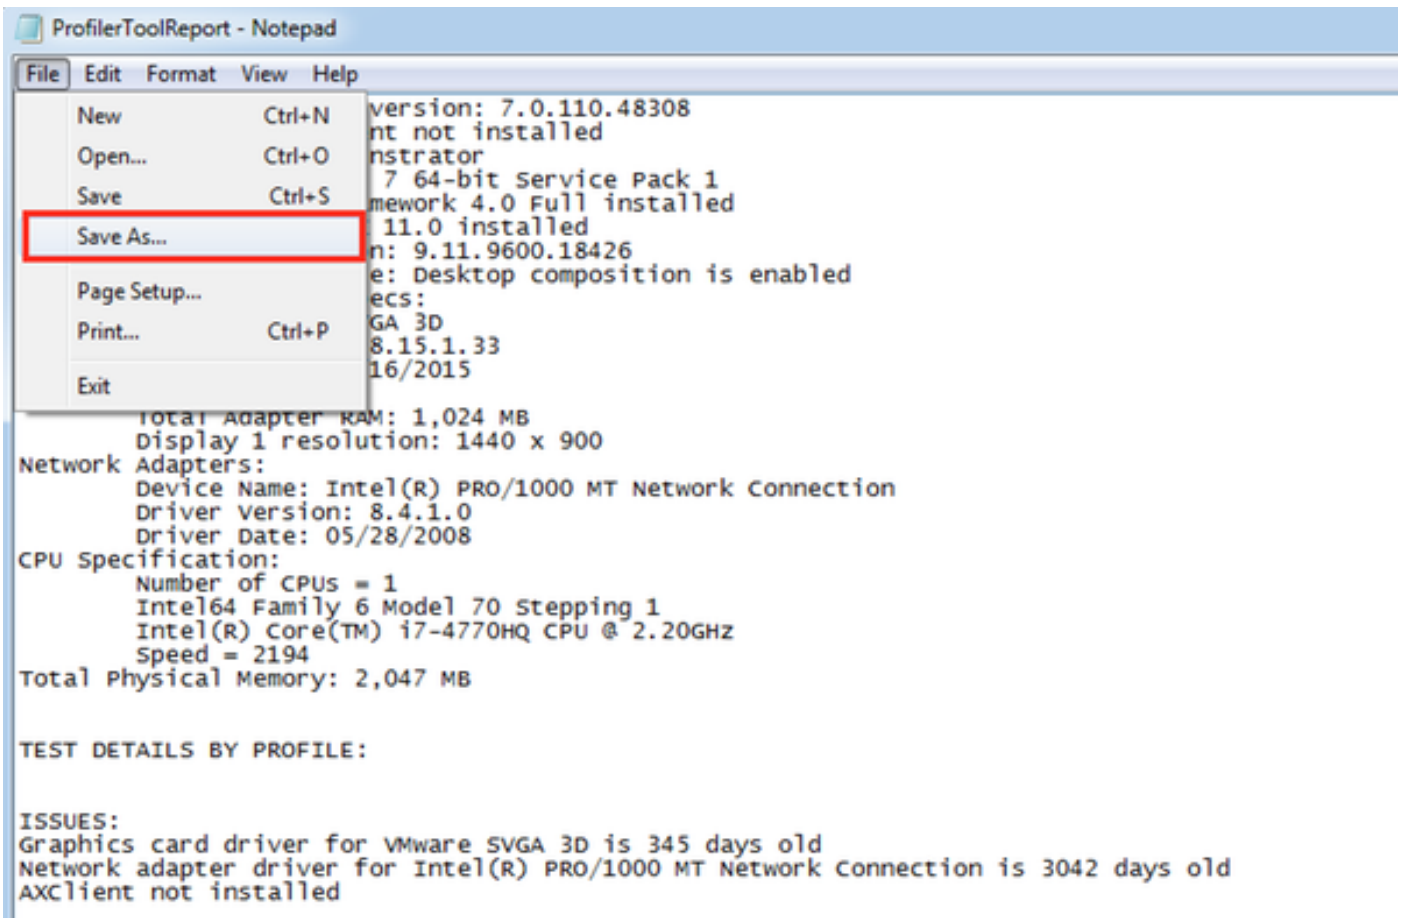 ProfilerToolReport - Notepad
File Edit Format View Help
New Ctrl+N
Open... Ctrl+O
Save Ctrl+S
Save As...
Page Setup...
Print... Ctrl+P
Exit
version: 7.0.110.48308
nt not installed
nstrator
7 64-bit Service Pack 1
mework 4.0 Full installed
11.0 installed
n: 9.11.9600.18426
e: Desktop composition is enabled
ecs:
GA 3D
8.15.1.33
16/2015
Total Adapter RAM: 1,024 MB
Display 1 resolution: 1440 x 900
Network Adapters:
Device Name: Intel(R) PRO/1000 MT Network Connection
Driver Version: 8.4.1.0
Driver Date: 05/28/2008
CPU Specification:
Number of CPUs = 1
Intel64 Family 6 Model 70 Stepping 1
Intel(R) Core(TM) i7-4770HQ CPU @ 2.20GHz
Speed = 2194
Total Physical Memory: 2,047 MB
TEST DETAILS BY PROFILE:
ISSUES:
Graphics card driver for VMware SVGA 3D is 345 days old
Network adapter driver for Intel(R) PRO/1000 MT Network Connection is 3042 days old
AXClient not installed